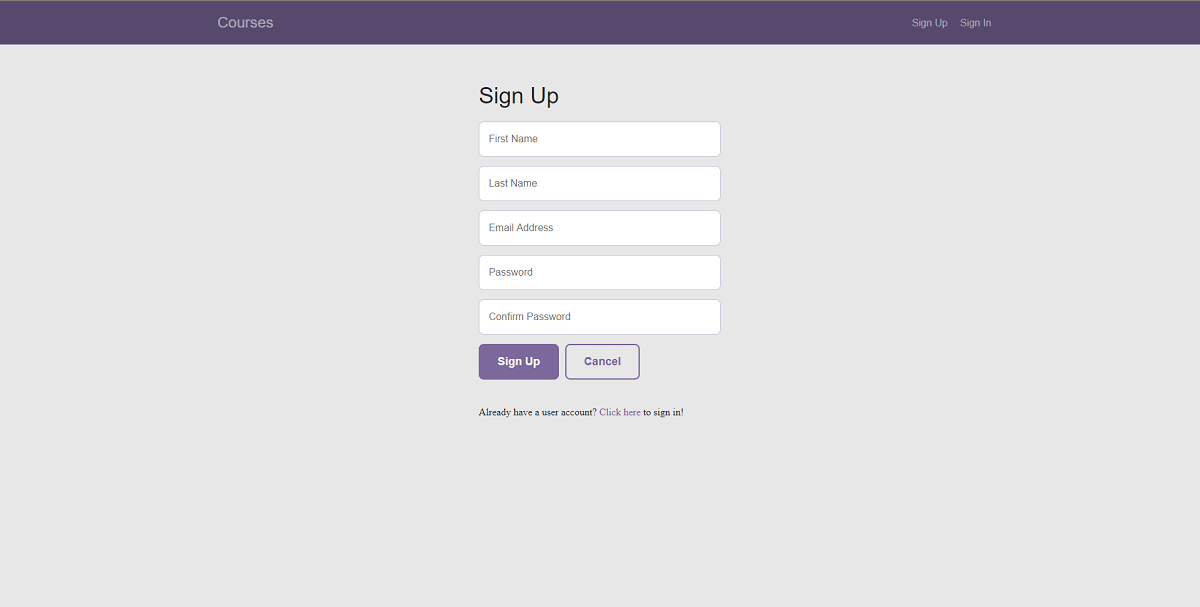 Courses
Sign Up Sign In
Sign Up
First Name
Last Name
Email Address
Password
Confirm Password
Sign Up Cancel
Already have a user account? Click here to sign in!